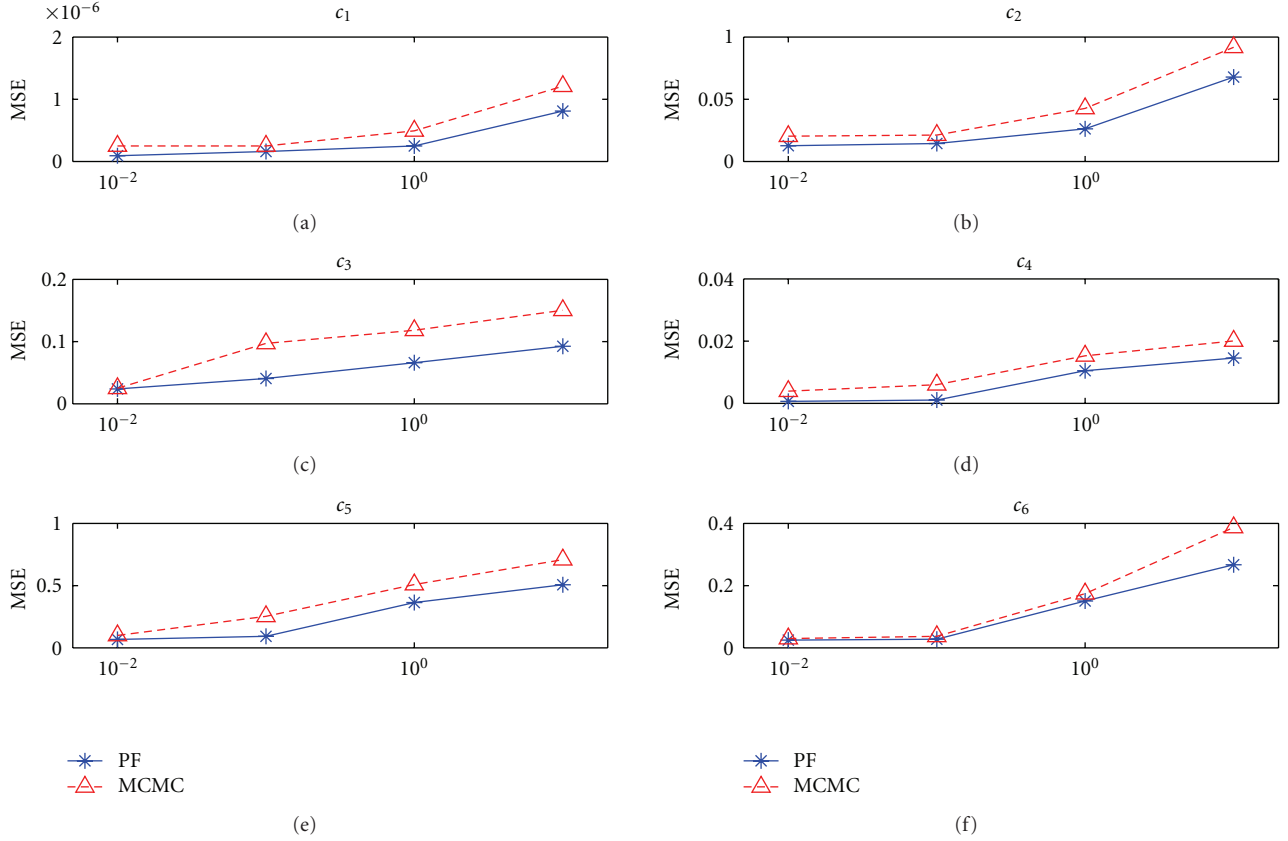 ×10⁻⁶
c₁
2
1
0
MSE
10⁻²
10⁰
(a)
c₂
1
0.05
0
MSE
10⁻²
10⁰
(b)
c₃
0.2
0.1
0
MSE
10⁻²
10⁰
(c)
c₄
0.04
0.02
0
MSE
10⁻²
10⁰
(d)
c₅
1
0.5
0
MSE
10⁻²
10⁰
PF
MCMC
(e)
c₆
0.4
0.2
0
MSE
10⁻²
10⁰
PF
MCMC
(f)